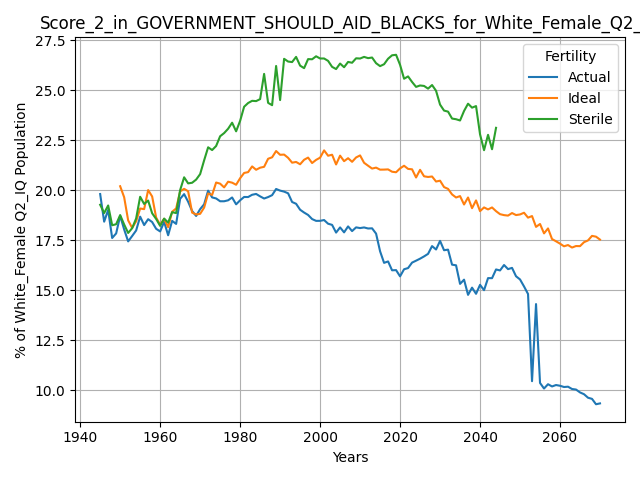 Score_2_in_GOVERNMENT_SHOULD_AID_BLACKS_for_White_Female_Q2_
27.5
25.0
22.5
20.0
17.5
15.0
12.5
10.0
% of White_Female Q2_IQ Population
Fertility
Actual
Ideal
Sterile
1940
1960
1980
2000
2020
2040
2060
Years